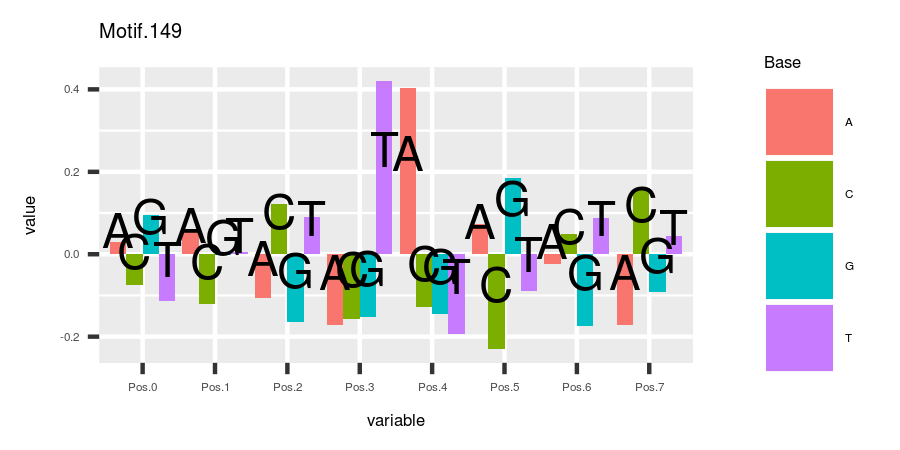 Motif.149
value
0.4
0.2
0.0
-0.2
A C G T A C G T A C G T A C G T A C G T A C G T A C G T A C G T
Pos.0 Pos.1 Pos.2 Pos.3 Pos.4 Pos.5 Pos.6 Pos.7
variable
Base
A
C
G
T